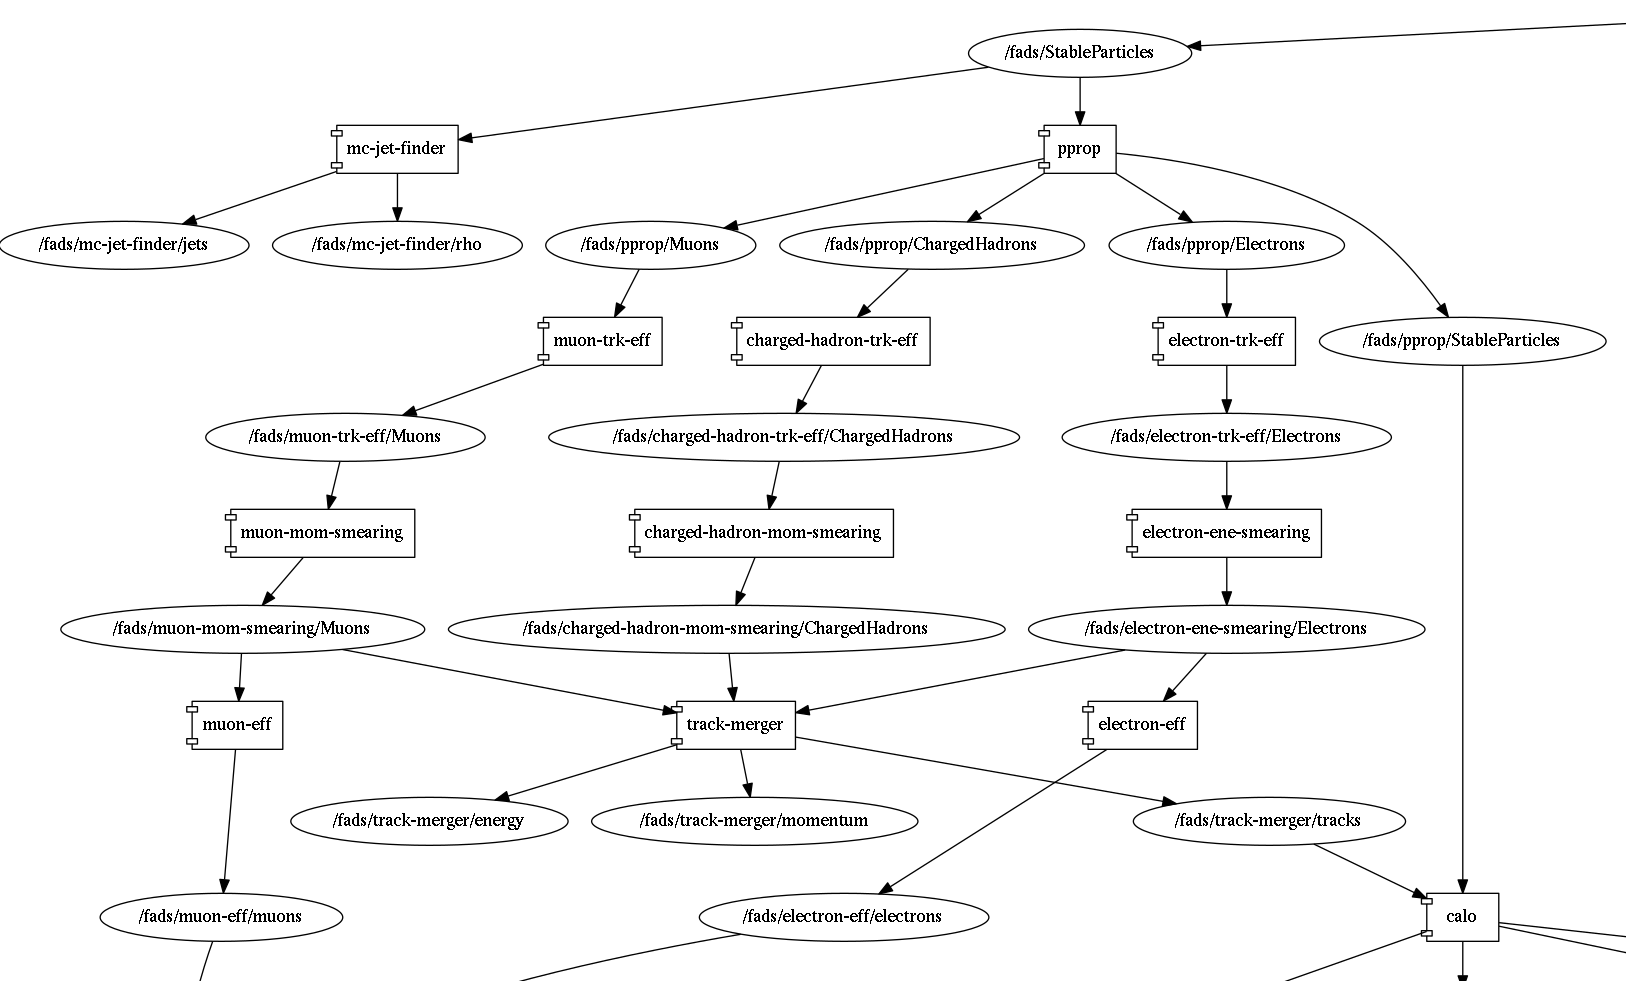 /fads/StableParticles
mc-jet-finder
pprop
/fads/mc-jet-finder/jets
/fads/mc-jet-finder/rho
/fads/pprop/Muons
/fads/pprop/ChargedHadrons
/fads/pprop/Electrons
muon-trk-eff
charged-hadron-trk-eff
electron-trk-eff
/fads/pprop/StableParticles
/fads/muon-trk-eff/Muons
/fads/charged-hadron-trk-eff/ChargedHadrons
/fads/electron-trk-eff/Electrons
muon-mom-smearing
charged-hadron-mom-smearing
electron-ene-smearing
/fads/muon-mom-smearing/Muons
/fads/charged-hadron-mom-smearing/ChargedHadrons
/fads/electron-ene-smearing/Electrons
muon-eff
track-merger
electron-eff
/fads/track-merger/energy
/fads/track-merger/momentum
/fads/track-merger/tracks
/fads/muon-eff/muons
/fads/electron-eff/electrons
calo